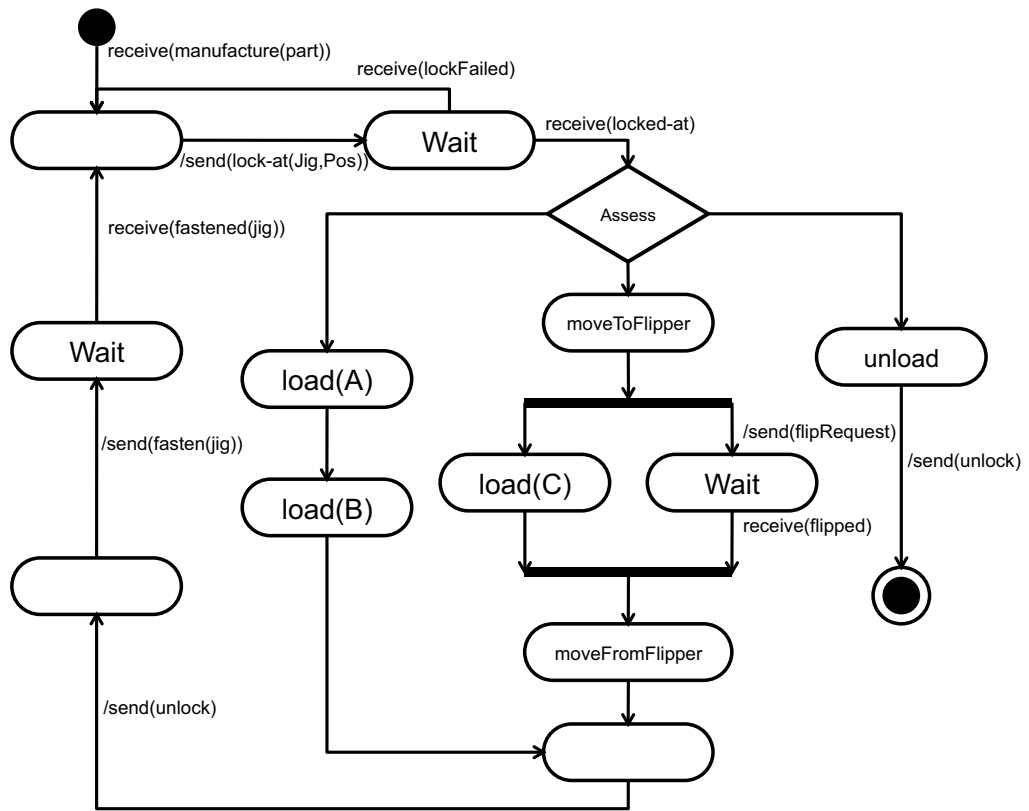 receive(manufacture(part))
receive(lockFailed)
Wait
receive(locked-at)
/send(lock-at(Jig,Pos))
Assess
receive(fastened(jig))
moveToFlipper
Wait
unload
load(A)
/send(flipRequest)
/send(fasten(jig))
/send(unlock)
load(C)
Wait
load(B)
receive(flipped)
moveFromFlipper
/send(unlock)